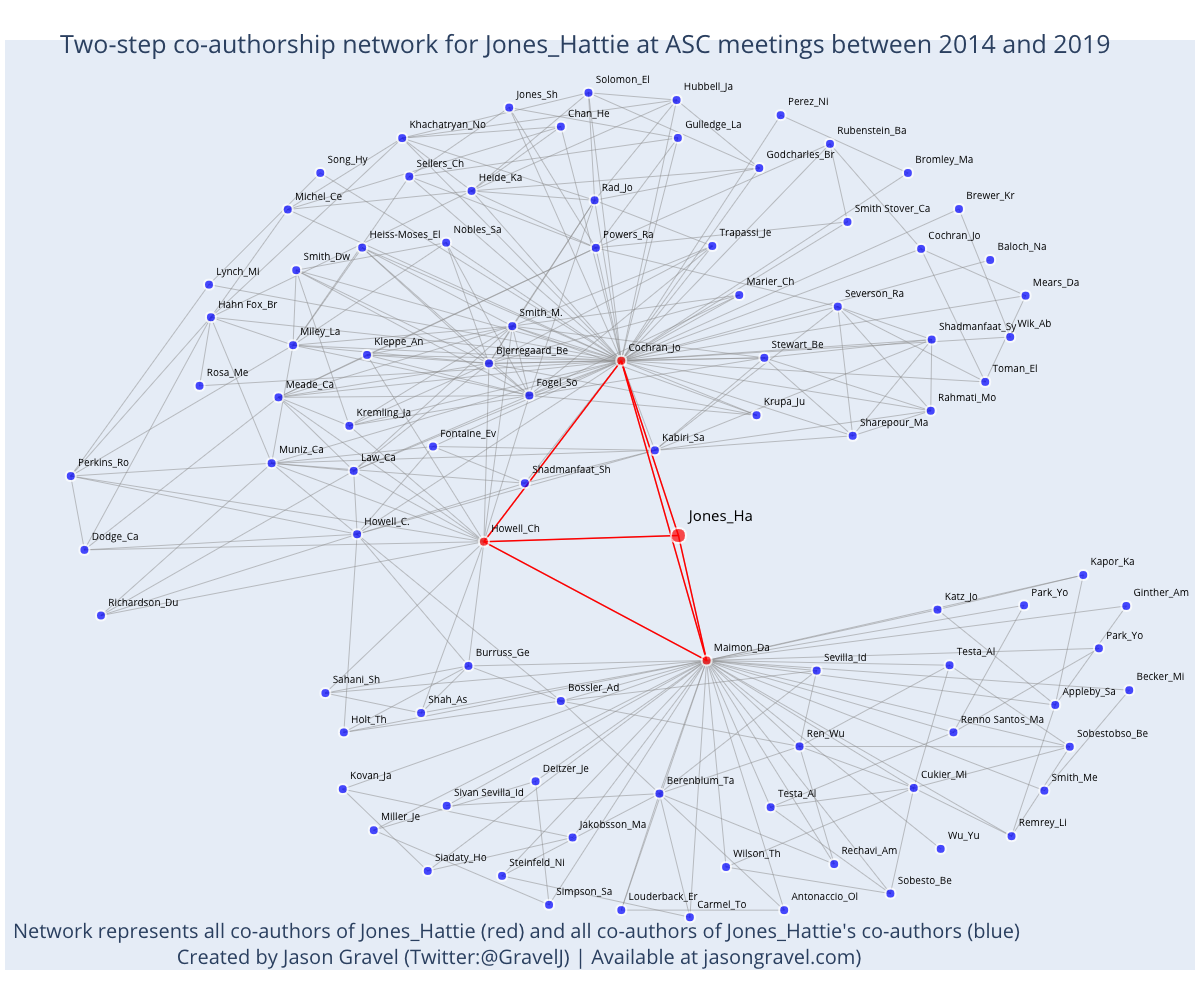 Two-step co-authorship network for Jones_Hattie at ASC meetings between 2014 and 2019
Solomon_El
Hubbell_Ja
Jones_Sh
Perez_Ni
Chan_He
Khachatryan_No
Gulledge_La
Rubenstein_Ba
Godcharles_Br
Song_Hy
Sellers_Ch
Bromley_Ma
Heide_Ka
Rad_Jo
Michel_Ce
Brewer_Kr
Smith Stover_Ca
Nobles_Sa
Heiss-Moses_El
Powers_Ra
Trapassi_Je
Cochran_Jo
Baloch_Na
Smith_Dw
Lynch_Mi
Marier_Ch
Mears_Da
Severson_Ra
Hahn Fox_Br
Smith_M.
Wik_Ab
Shadmanfaat_Sy
Miley_La
Kleppe_An
Stewart_Be
Cochran_Jo
Bjerregaard_Be
Toman_El
Rosa_Me
Meade_Ca
Fogel_So
Rahmati_Mo
Krupa_Ju
Kremling_Ja
Sharepour_Ma
Fontaine_Ev
Kabiri_Sa
Muniz_Ca
Law_Ca
Perkins_Ro
Shadmanfaat_Sh
Jones_Ha
Howell_C.
Howell_Ch
Dodge_Ca
Kapor_Ka
Richardson_Du
Katz_Jo
Park_Yo
Ginther_Am
Park_Yo
Maimon_Da
Burruss_Ge
Sevilla_Id
Testa_Al
Becker_Mi
Sahani_Sh
Bossler_Ad
Appleby_Sa
Shah_As
Holt_Th
Renno Santos_Ma
Ren_Wu
Sobestobso_Be
Kovan_Ja
Deitzer_Je
Berenblum_Ta
Cukier_Mi
Smith_Me
Sivan Sevilla_Id
Testa_Al
Miller_Je
Jakobsson_Ma
Remrey_Li
Wu_Yu
Siadaty_Ho
Steinfeld_Ni
Wilson_Th
Rechavi_Am
Sobesto_Be
Simpson_Sa
Louderback_Er
Carmel_To
Antonaccio_Ol
Network represents all co-authors of Jones_Hattie (red) and all co-authors of Jones_Hattie's co-authors (blue)
Created by Jason Gravel (Twitter:@GravelJ) | Available at jasongravel.com)